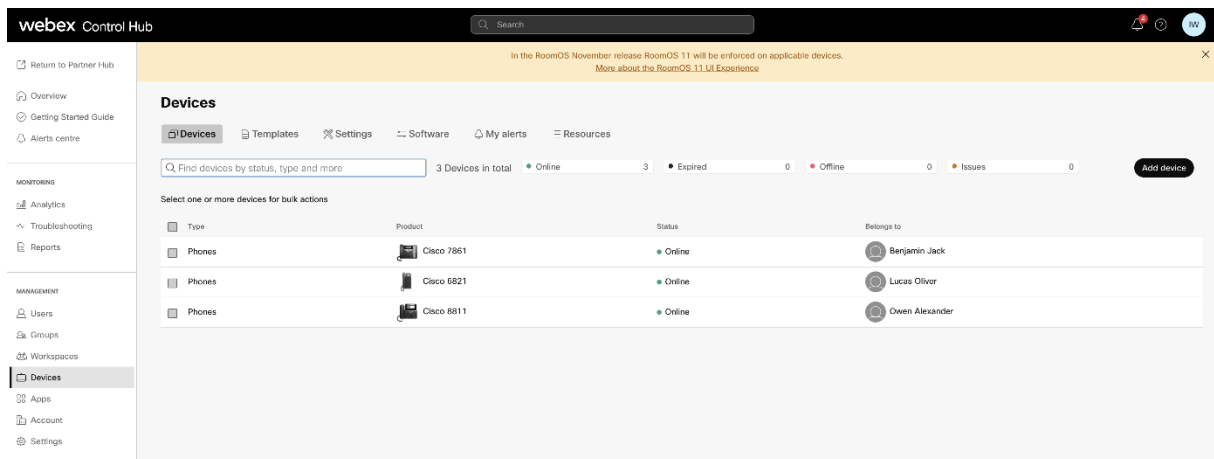 webex Control Hub
Search
4
?
IW
Return to Partner Hub
Overview
Getting Started Guide
Alerts centre
MONITORING
Analytics
Troubleshooting
Reports
MANAGEMENT
Users
Groups
Workspaces
Devices
Apps
Account
Settings
In the RoomOS November release RoomOS 11 will be enforced on applicable devices.
More about the RoomOS 11 UI Experience
Devices
Devices Templates Settings Software My alerts Resources
Find devices by status, type and more 3 Devices in total Online 3 Expired 0 Offline 0 Issues 0 Add device
Select one or more devices for bulk actions
Type Product Status Belongs to
Phones Cisco 7861 Online Benjamin Jack
Phones Cisco 6821 Online Lucas Oliver
Phones Cisco 8811 Online Owen Alexander